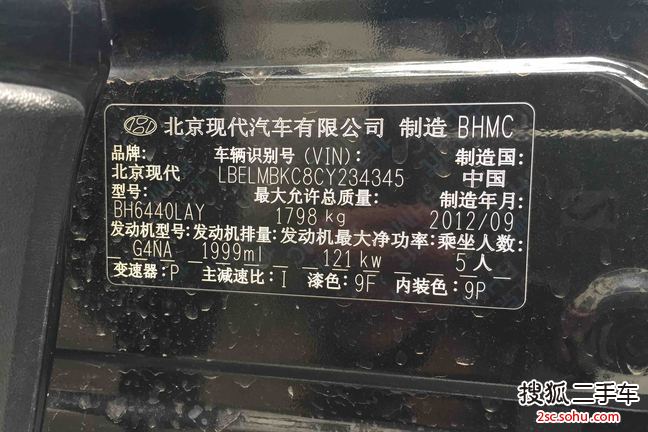 北京现代汽车有限公司 制造 BHMC
品牌: 车辆识别号(VIN): 制造国:
北京现代 LBELMBKC8CY234345 中国
型号: 最大允许总质量: 制造年月:
BH6440LAY 1798 kg 2012/09
发动机型号: 发动机排量: 发动机最大净功率: 乘坐人数:
G4NA 1999ml 121 kw 5人
变速器: P 主减速比: I 漆色: 9F 内装色: 9P
搜狐二手车
2sc.sohu.com